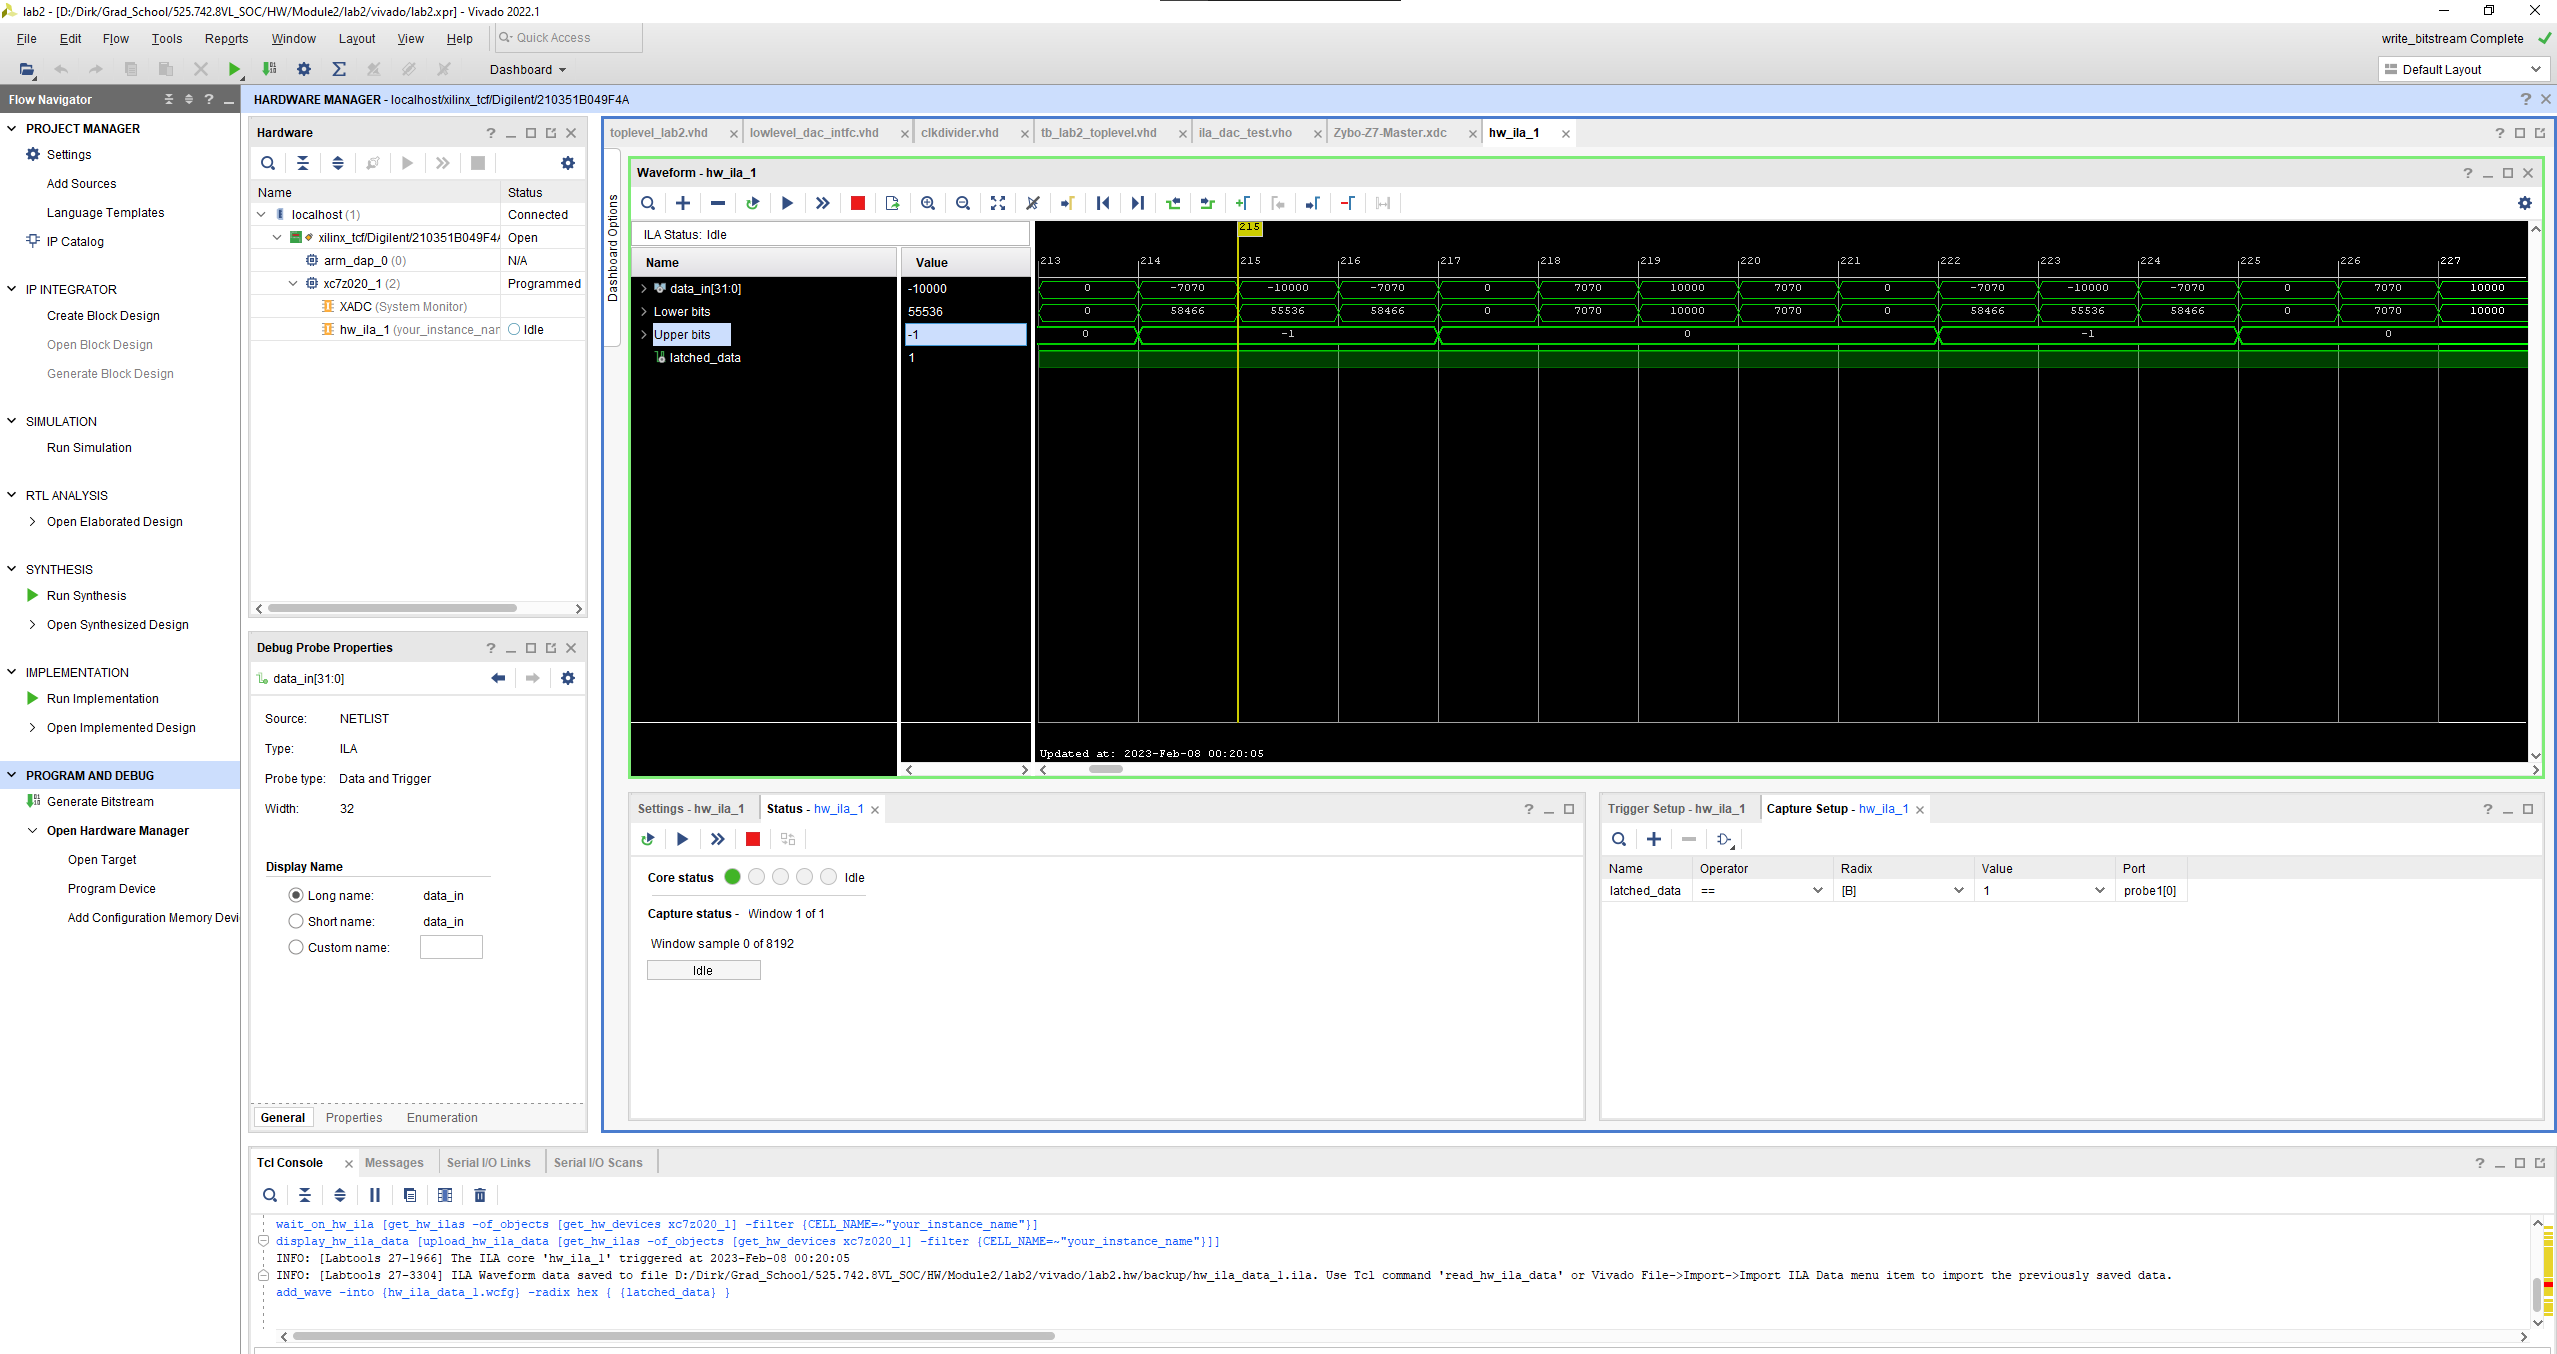 lab2 - [D:/Dirk/Grad_School/525.742.8VL_SOC/HW/Module2/lab2/vivado/lab2.xpr] - Vivado 2022.1
File Edit Flow Tools Reports Window Layout View Help Quick Access
write_bitstream Complete
Dashboard
Default Layout
Flow Navigator
HARDWARE MANAGER - localhost/xilinx_tcf/Digilent/210351B049F4A
PROJECT MANAGER
Settings
Add Sources
Language Templates
IP Catalog
IP INTEGRATOR
Create Block Design
Open Block Design
Generate Block Design
SIMULATION
Run Simulation
RTL ANALYSIS
Open Elaborated Design
SYNTHESIS
Run Synthesis
Open Synthesized Design
IMPLEMENTATION
Run Implementation
Open Implemented Design
PROGRAM AND DEBUG
Generate Bitstream
Open Hardware Manager
Open Target
Program Device
Add Configuration Memory Devi
Hardware
Name Status
localhost (1) Connected
xilinx_tcf/Digilent/210351B049F4A Open
arm_dap_0 (0) N/A
xc7z020_1 (2) Programmed
XADC (System Monitor)
hw_ila_1 (your_instance_nar Idle
Debug Probe Properties
data_in[31:0]
Source: NETLIST
Type: ILA
Probe type: Data and Trigger
Width: 32
Display Name
Long name: data_in
Short name: data_in
Custom name:
General Properties Enumeration
toplevel_lab2.vhd lowlevel_dac_intfc.vhd clkdivider.vhd tb_lab2_toplevel.vhd ila_dac_test.vho Zybo-Z7-Master.xdc hw_ila_1
Dashboard Options
Waveform - hw_ila_1
ILA Status: Idle
215
Name Value
213 214 215 216 217 218 219 220 221 222 223 224 225 226 227
data_in[31:0] -10000 0 -7070 -10000 -7070 0 7070 10000 7070 0 -7070 -10000 -7070 0 7070 10000
Lower bits 55536 0 58466 55536 58466 0 7070 10000 7070 0 58466 55536 58466 0 7070 10000
Upper bits -1 0 -1 0 -1 0
latched_data 1
Updated at: 2023-Feb-08 00:20:05
Settings - hw_ila_1 Status - hw_ila_1
Core status Idle
Capture status - Window 1 of 1
Window sample 0 of 8192
Idle
Trigger Setup - hw_ila_1 Capture Setup - hw_ila_1
Name Operator Radix Value Port
latched_data == [B] 1 probe1[0]
Tcl Console Messages Serial I/O Links Serial I/O Scans
wait_on_hw_ila [get_hw_ilas -of_objects [get_hw_devices xc7z020_1] -filter {CELL_NAME=~"your_instance_name"}]
display_hw_ila_data [upload_hw_ila_data [get_hw_ilas -of_objects [get_hw_devices xc7z020_1] -filter {CELL_NAME=~"your_instance_name"}]]
INFO: [Labtools 27-1966] The ILA core 'hw_ila_1' triggered at 2023-Feb-08 00:20:05
INFO: [Labtools 27-3304] ILA Waveform data saved to file D:/Dirk/Grad_School/525.742.8VL_SOC/HW/Module2/lab2/vivado/lab2.hw/backup/hw_ila_data_1.ila. Use Tcl command 'read_hw_ila_data' or Vivado File->Import->Import ILA Data menu item to import the previously saved data.
add_wave -into {hw_ila_data_1.wcfg} -radix hex { {latched_data} }